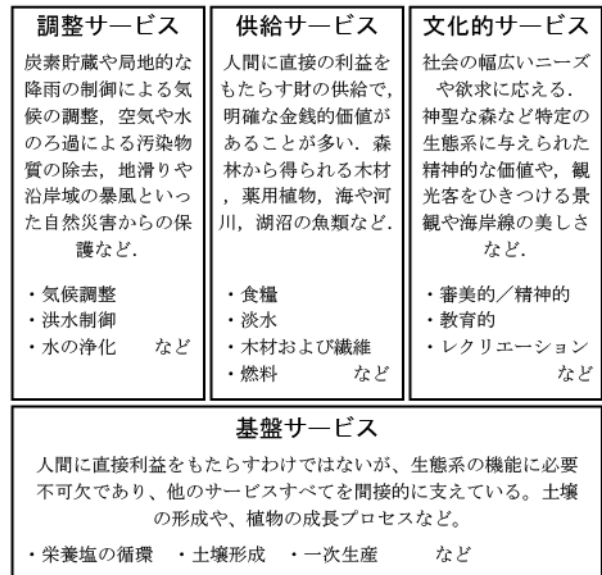 調整サービス
炭素貯蔵や局地的な
降雨の制御による気
候の調整，空気や水
のろ過による汚染物
質の除去，地滑りや
沿岸域の暴風といっ
た自然災害からの保
護など．
・気候調整
・洪水制御
・水の浄化　　など
供給サービス
人間に直接の利益を
もたらす財の供給で，
明確な金銭的価値が
あることが多い．森
林から得られる木材
，薬用植物，海や河
川，湖沼の魚類など．
・食糧
・淡水
・木材および繊維
・燃料　　　　など
文化的サービス
社会の幅広いニーズ
や欲求に応える．
神聖な森など特定の
生態系に与えられた
精神的な価値や，観
光客をひきつける景
観や海岸線の美しさ
など．
・審美的／精神的
・教育的
・レクリエーション
など
基盤サービス
人間に直接利益をもたらすわけではないが、生態系の機能に必要
不可欠であり、他のサービスすべてを間接的に支えている。土壌
の形成や、植物の成長プロセスなど。
・栄養塩の循環　・土壌形成　・一次生産　　　など